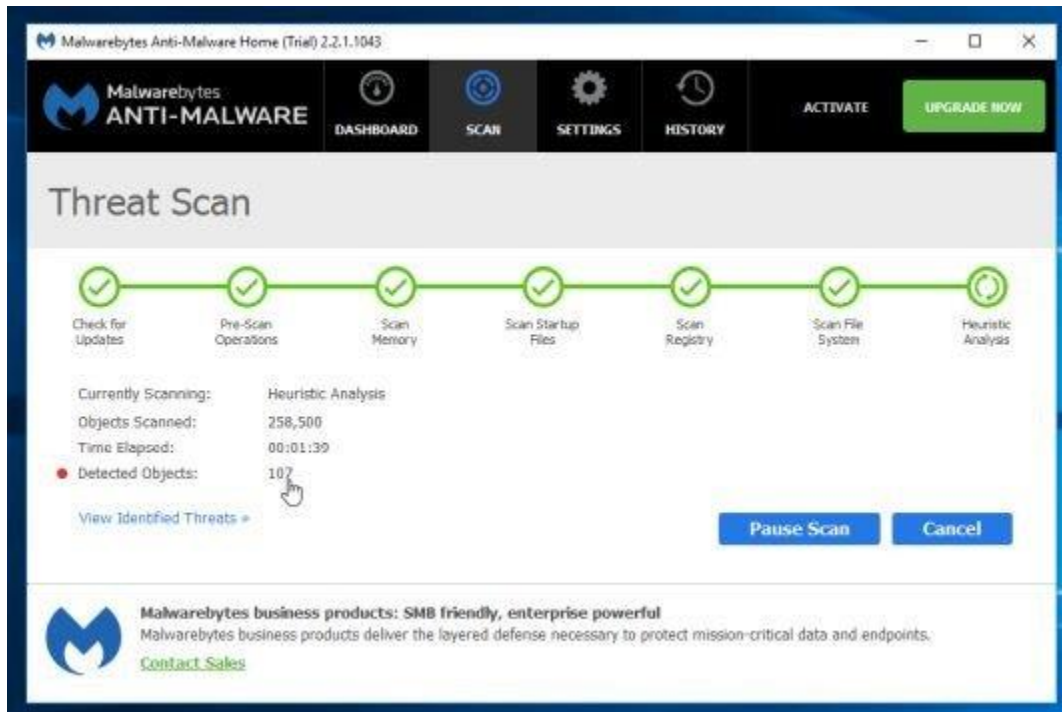 Malwarebytes Anti-Malware Home (Trial) 2.2.1.1043
Malwarebytes
ANTI-MALWARE
DASHBOARD
SCAN
SETTINGS
HISTORY
ACTIVATE
UPGRADE NOW
Threat Scan
Check for
Updates
Pre-Scan
Operations
Scan
Memory
Scan Startup
Files
Scan
Registry
Scan File
System
Heuristic
Analysis
Currently Scanning: Heuristic Analysis
Objects Scanned: 258,500
Time Elapsed: 00:01:39
Detected Objects: 107
View Identified Threats »
Pause Scan
Cancel
Malwarebytes business products: SMB friendly, enterprise powerful
Malwarebytes business products deliver the layered defense necessary to protect mission-critical data and endpoints.
Contact Sales